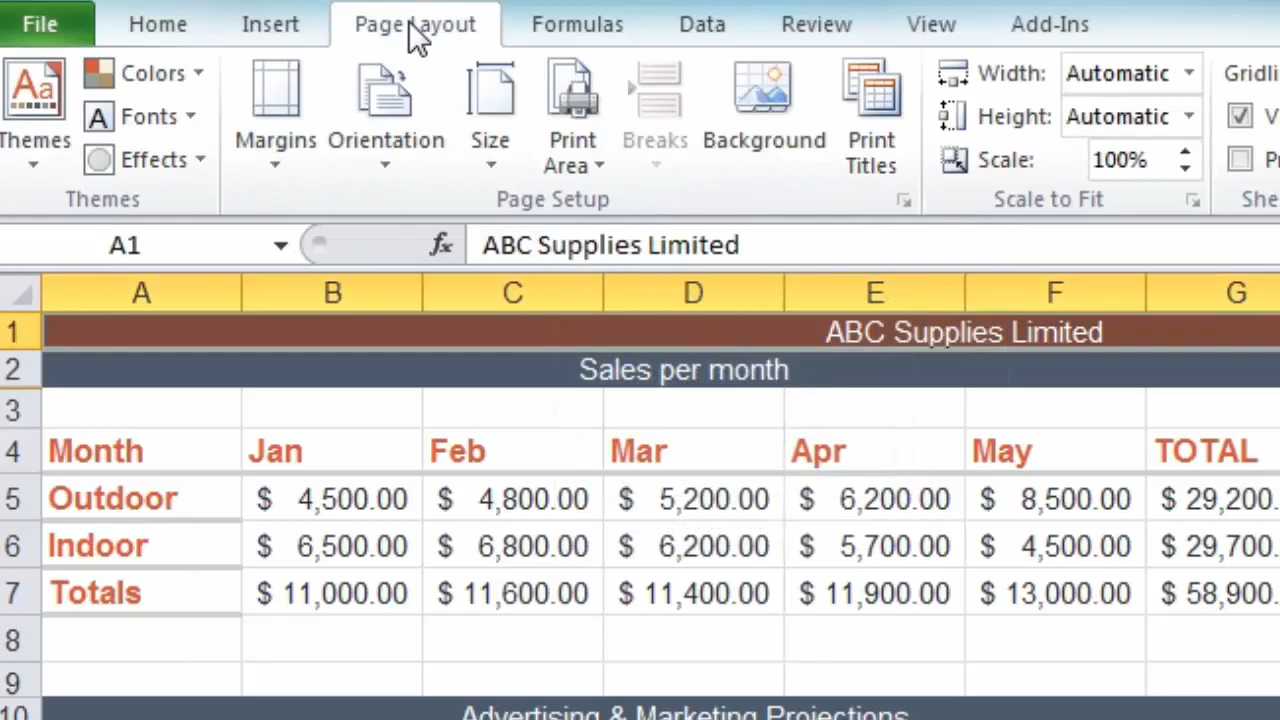 File Home Insert Page Layout Formulas Data Review View Add-Ins
Colors Width: Automatic
Fonts Height: Automatic
Themes Margins Orientation Size Print Area Breaks Background Print Titles
Effects Scale: 100%
Themes Page Setup Scale to Fit
A1 fx ABC Supplies Limited
A B C D E F G
1 ABC Supplies Limited
2 Sales per month
3
4 Month Jan Feb Mar Apr May TOTAL
5 Outdoor $ 4,500.00 $ 4,800.00 $ 5,200.00 $ 6,200.00 $ 8,500.00 $ 29,200.
6 Indoor $ 6,500.00 $ 6,800.00 $ 6,200.00 $ 5,700.00 $ 4,500.00 $ 29,700.
7 Totals $ 11,000.00 $ 11,600.00 $ 11,400.00 $ 11,900.00 $ 13,000.00 $ 58,900.
8
9
10 Advertising & Marketing Projections